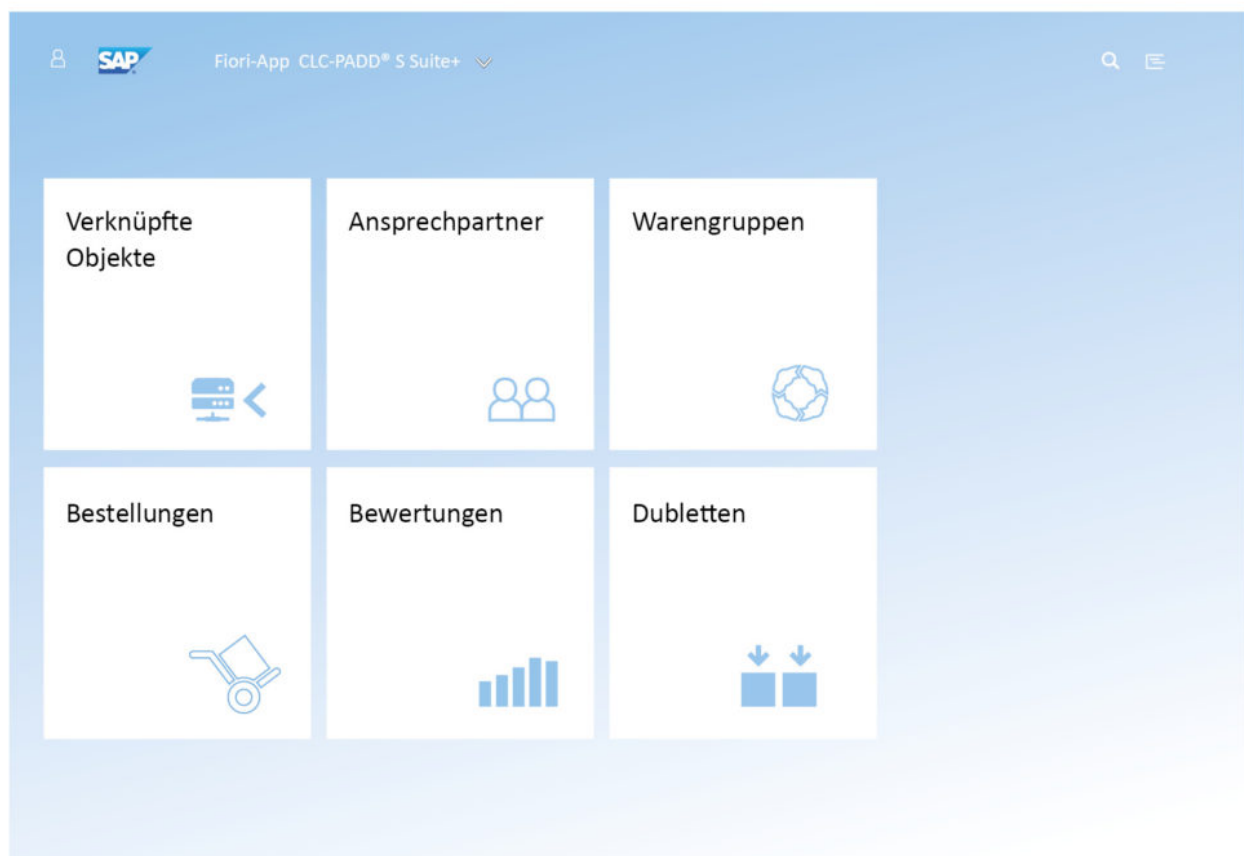 SAP
Fiori-App CLC-PADD® S Suite+
Verknüpfte
Objekte
Ansprechpartner
Warengruppen
Bestellungen
Bewertungen
Dubletten